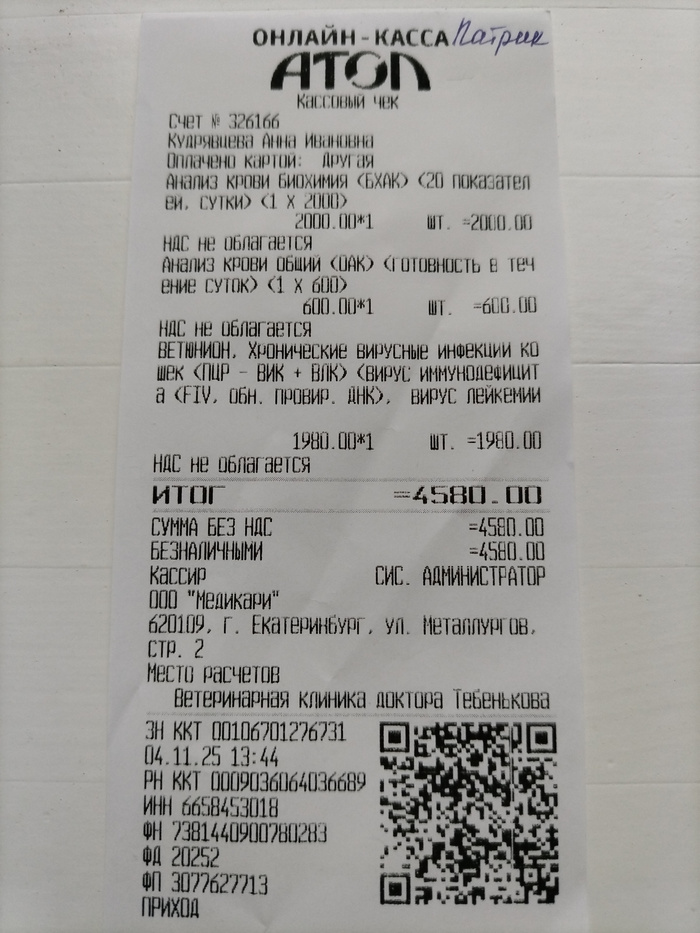 ОНЛАЙН-КАССА Патрик
АТОЛ
Кассовый чек
Счет № 326166
Кудрявцева Анна Ивановна
Оплачено картой: Другая
Анализ крови биохимия (БХАК) (20 показател
ей, сутки) (1 X 2000)
2000.00*1 шт. =2000.00
НДС не облагается
Анализ крови общий (ОАК) (готовность в теч
ение суток) (1 X 600)
600.00*1 шт. =600.00
НДС не облагается
ВЕТЮНИОН, Хронические вирусные инфекции ко
шек (ПЦР - ВИК + ВЛК) (вирус иммунодефицит
а (FIV, обн. провир. ДНК), вирус лейкемии
1980.00*1 шт. =1980.00
НДС не облагается
ИТОГ =4580.00
СУММА БЕЗ НДС =4580.00
БЕЗНАЛИЧНЫМИ =4580.00
Кассир СИС. АДМИНИСТРАТОР
ООО "Медикари"
620109, г. Екатеринбург, ул. Металлургов,
стр. 2
Место расчетов
Ветеринарная клиника доктора Тебенькова
ЗН ККТ 00106701276731
04.11.25 13:44
РН ККТ 0009036064036689
ИНН 6658453018
ФН 7381440900780283
ФД 20252
ФП 3077627713
ПРИХОД